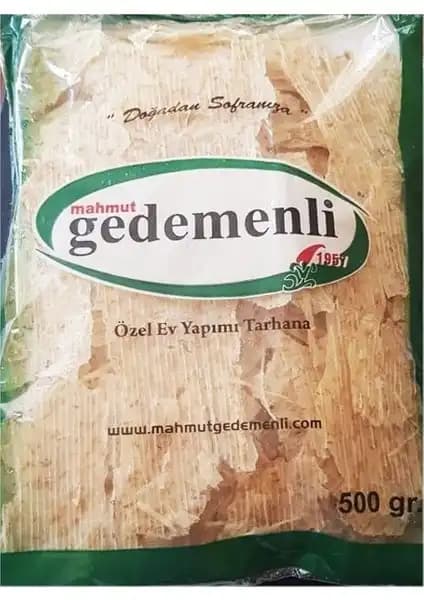 " Doğadan Sofranıza "
mahmut
gedemenli
1957
Özel Ev Yapımı Tarhana
www.mahmutgedemenli.com
500 gr.